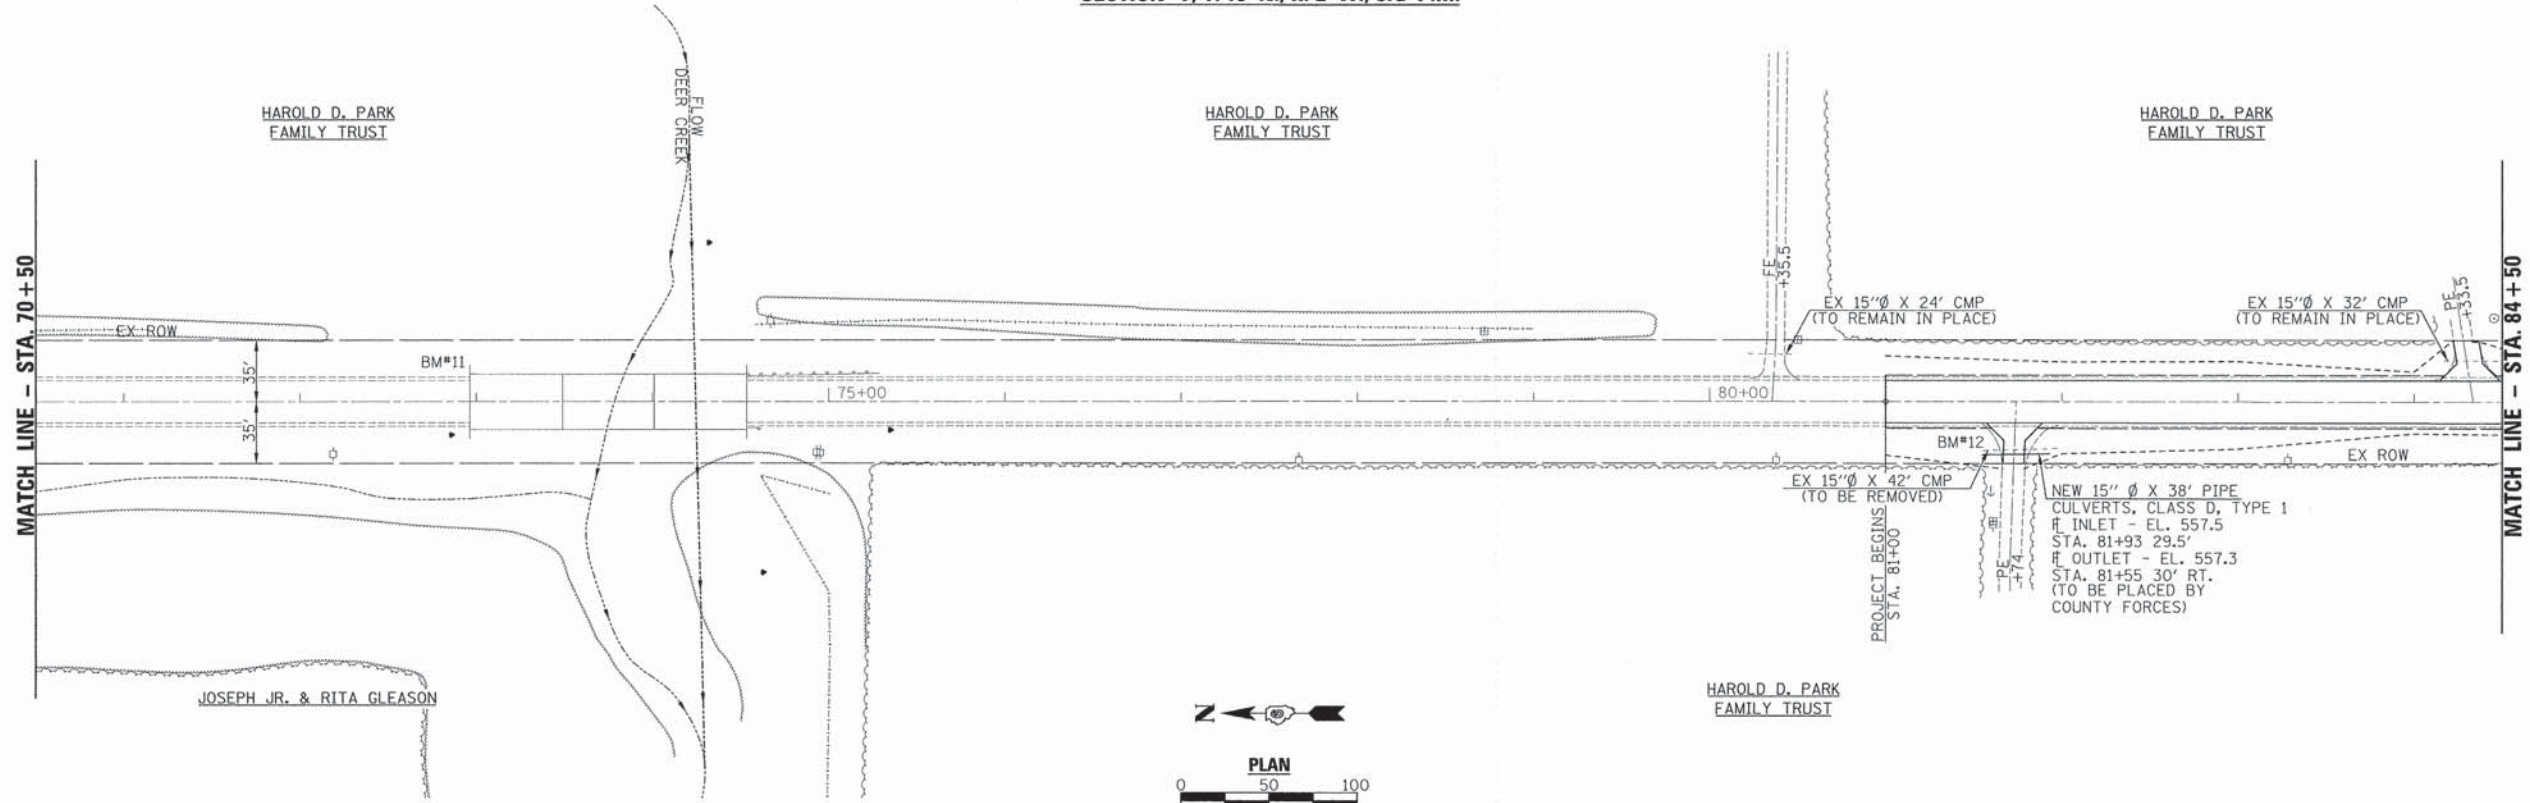 HAROLD D. PARK
FAMILY TRUST
FLOW
DEER CREEK
HAROLD D. PARK
FAMILY TRUST
HAROLD D. PARK
FAMILY TRUST
MATCH LINE - STA. 70+50
EX ROW
35'
35'
BM#11
75+00
80+00
FE
+35.5
EX 15"Ø X 24' CMP
(TO REMAIN IN PLACE)
EX 15"Ø X 32' CMP
(TO REMAIN IN PLACE)
PE
+33.5
MATCH LINE - STA. 84+50
BM#12
EX ROW
EX 15"Ø X 42' CMP
(TO BE REMOVED)
PROJECT BEGINS
STA. 81+00
PE
+74
NEW 15" Ø X 38' PIPE
CULVERTS, CLASS D, TYPE 1
FL INLET - EL. 557.5
STA. 81+93 29.5'
FL OUTLET - EL. 557.3
STA. 81+55 30' RT.
(TO BE PLACED BY
COUNTY FORCES)
JOSEPH JR. & RITA GLEASON
HAROLD D. PARK
FAMILY TRUST
N
PLAN
0 50 100